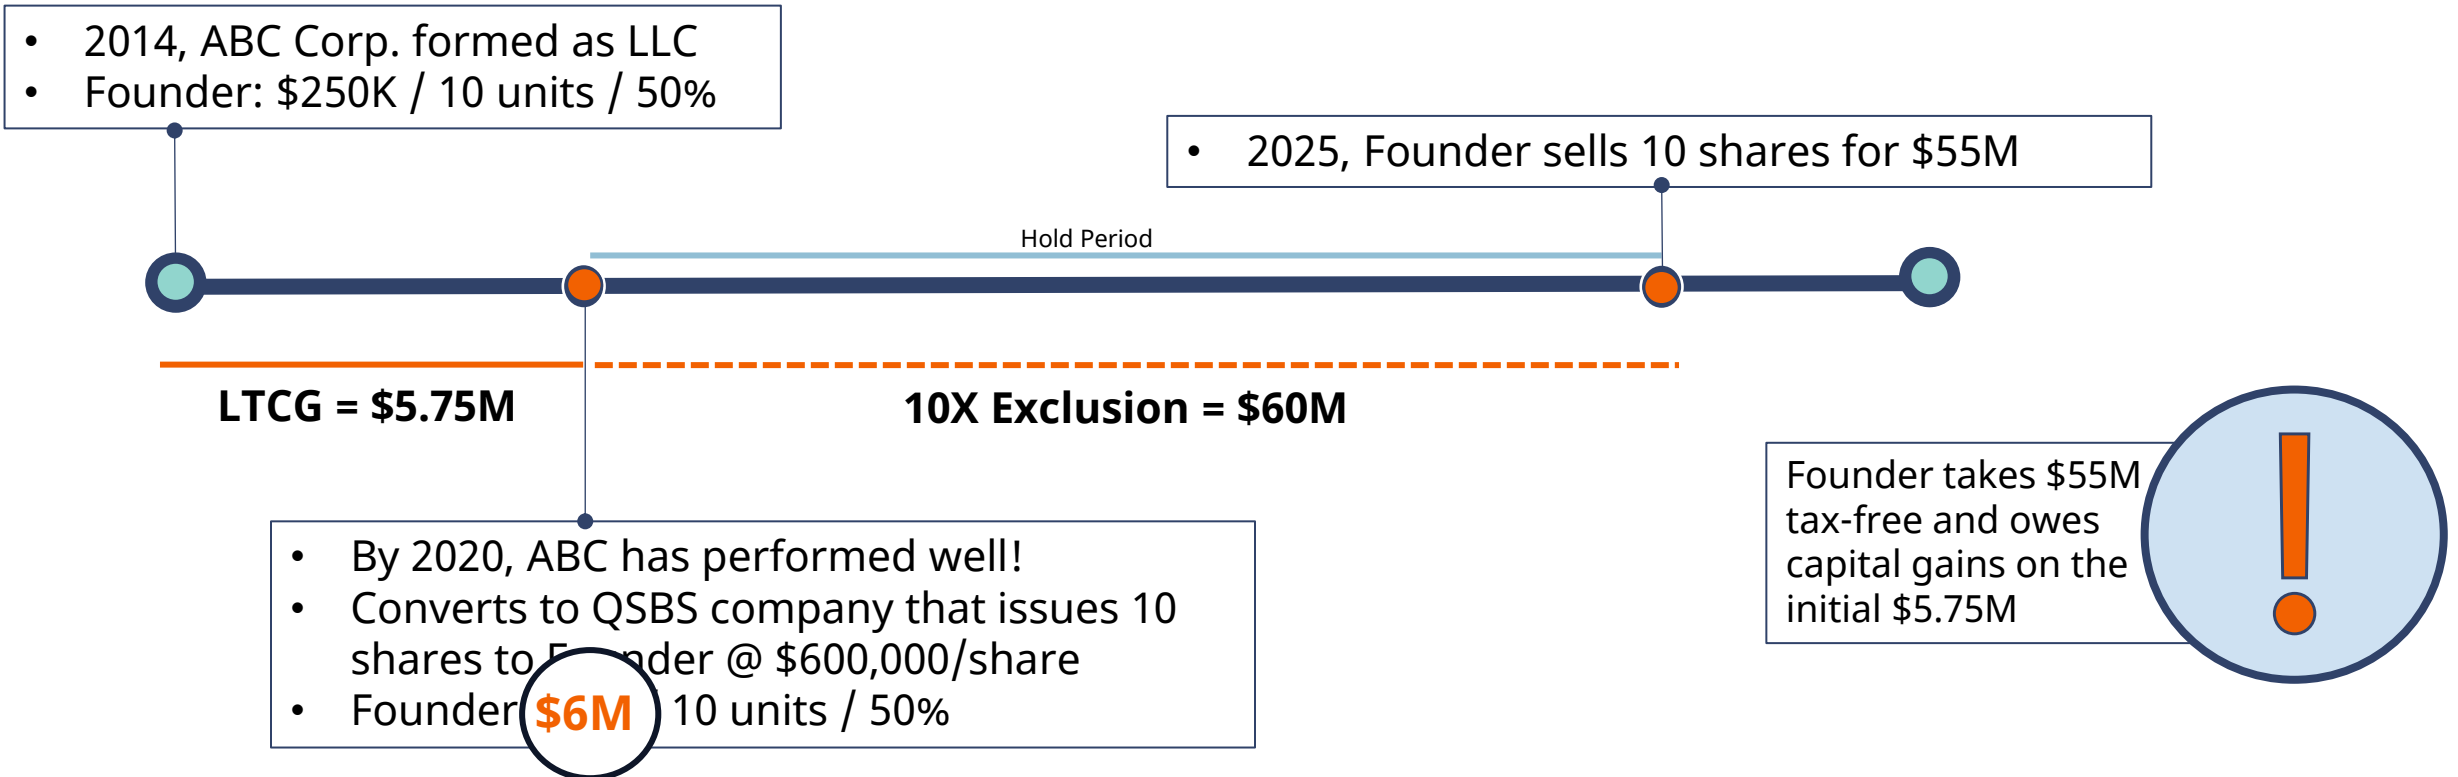 • 2014, ABC Corp. formed as LLC
• Founder: $250K / 10 units / 50%
• 2025, Founder sells 10 shares for $55M
Hold Period
LTCG = $5.75M
10X Exclusion = $60M
• By 2020, ABC has performed well!
• Converts to QSBS company that issues 10
shares to Founder @ $600,000/share
• Founder $6M 10 units / 50%
Founder takes $55M
tax-free and owes
capital gains on the
initial $5.75M
!